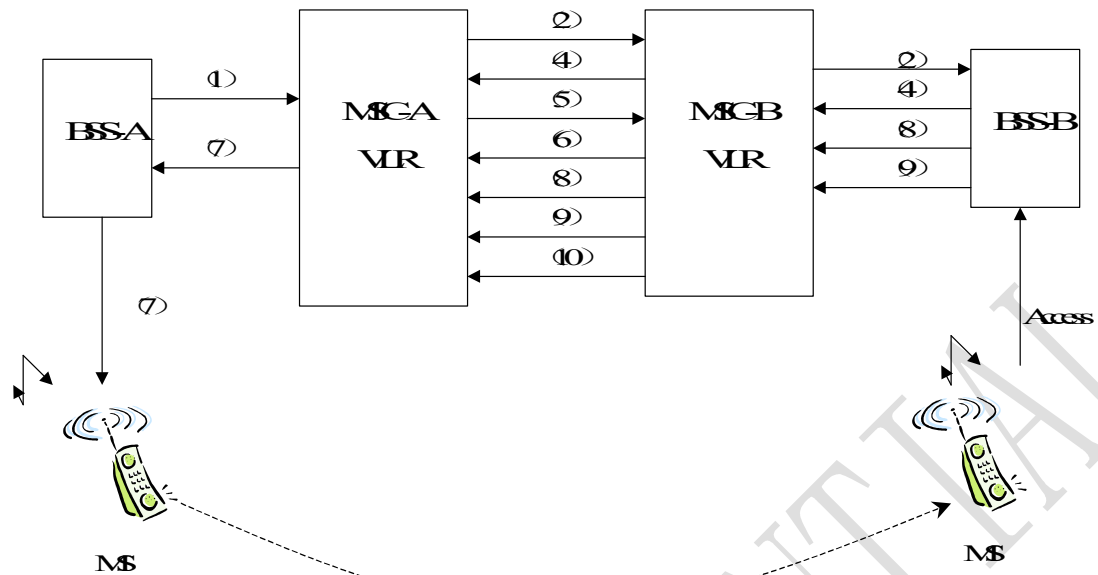 (2)
(1)
(4)
(2)
(4)
BSS-A
MSC-A
VLR
(5)
MSC-B
VLR
BSS-B
(7)
(6)
(8)
(8)
(9)
(9)
(10)
(7)
Access
MS
MS